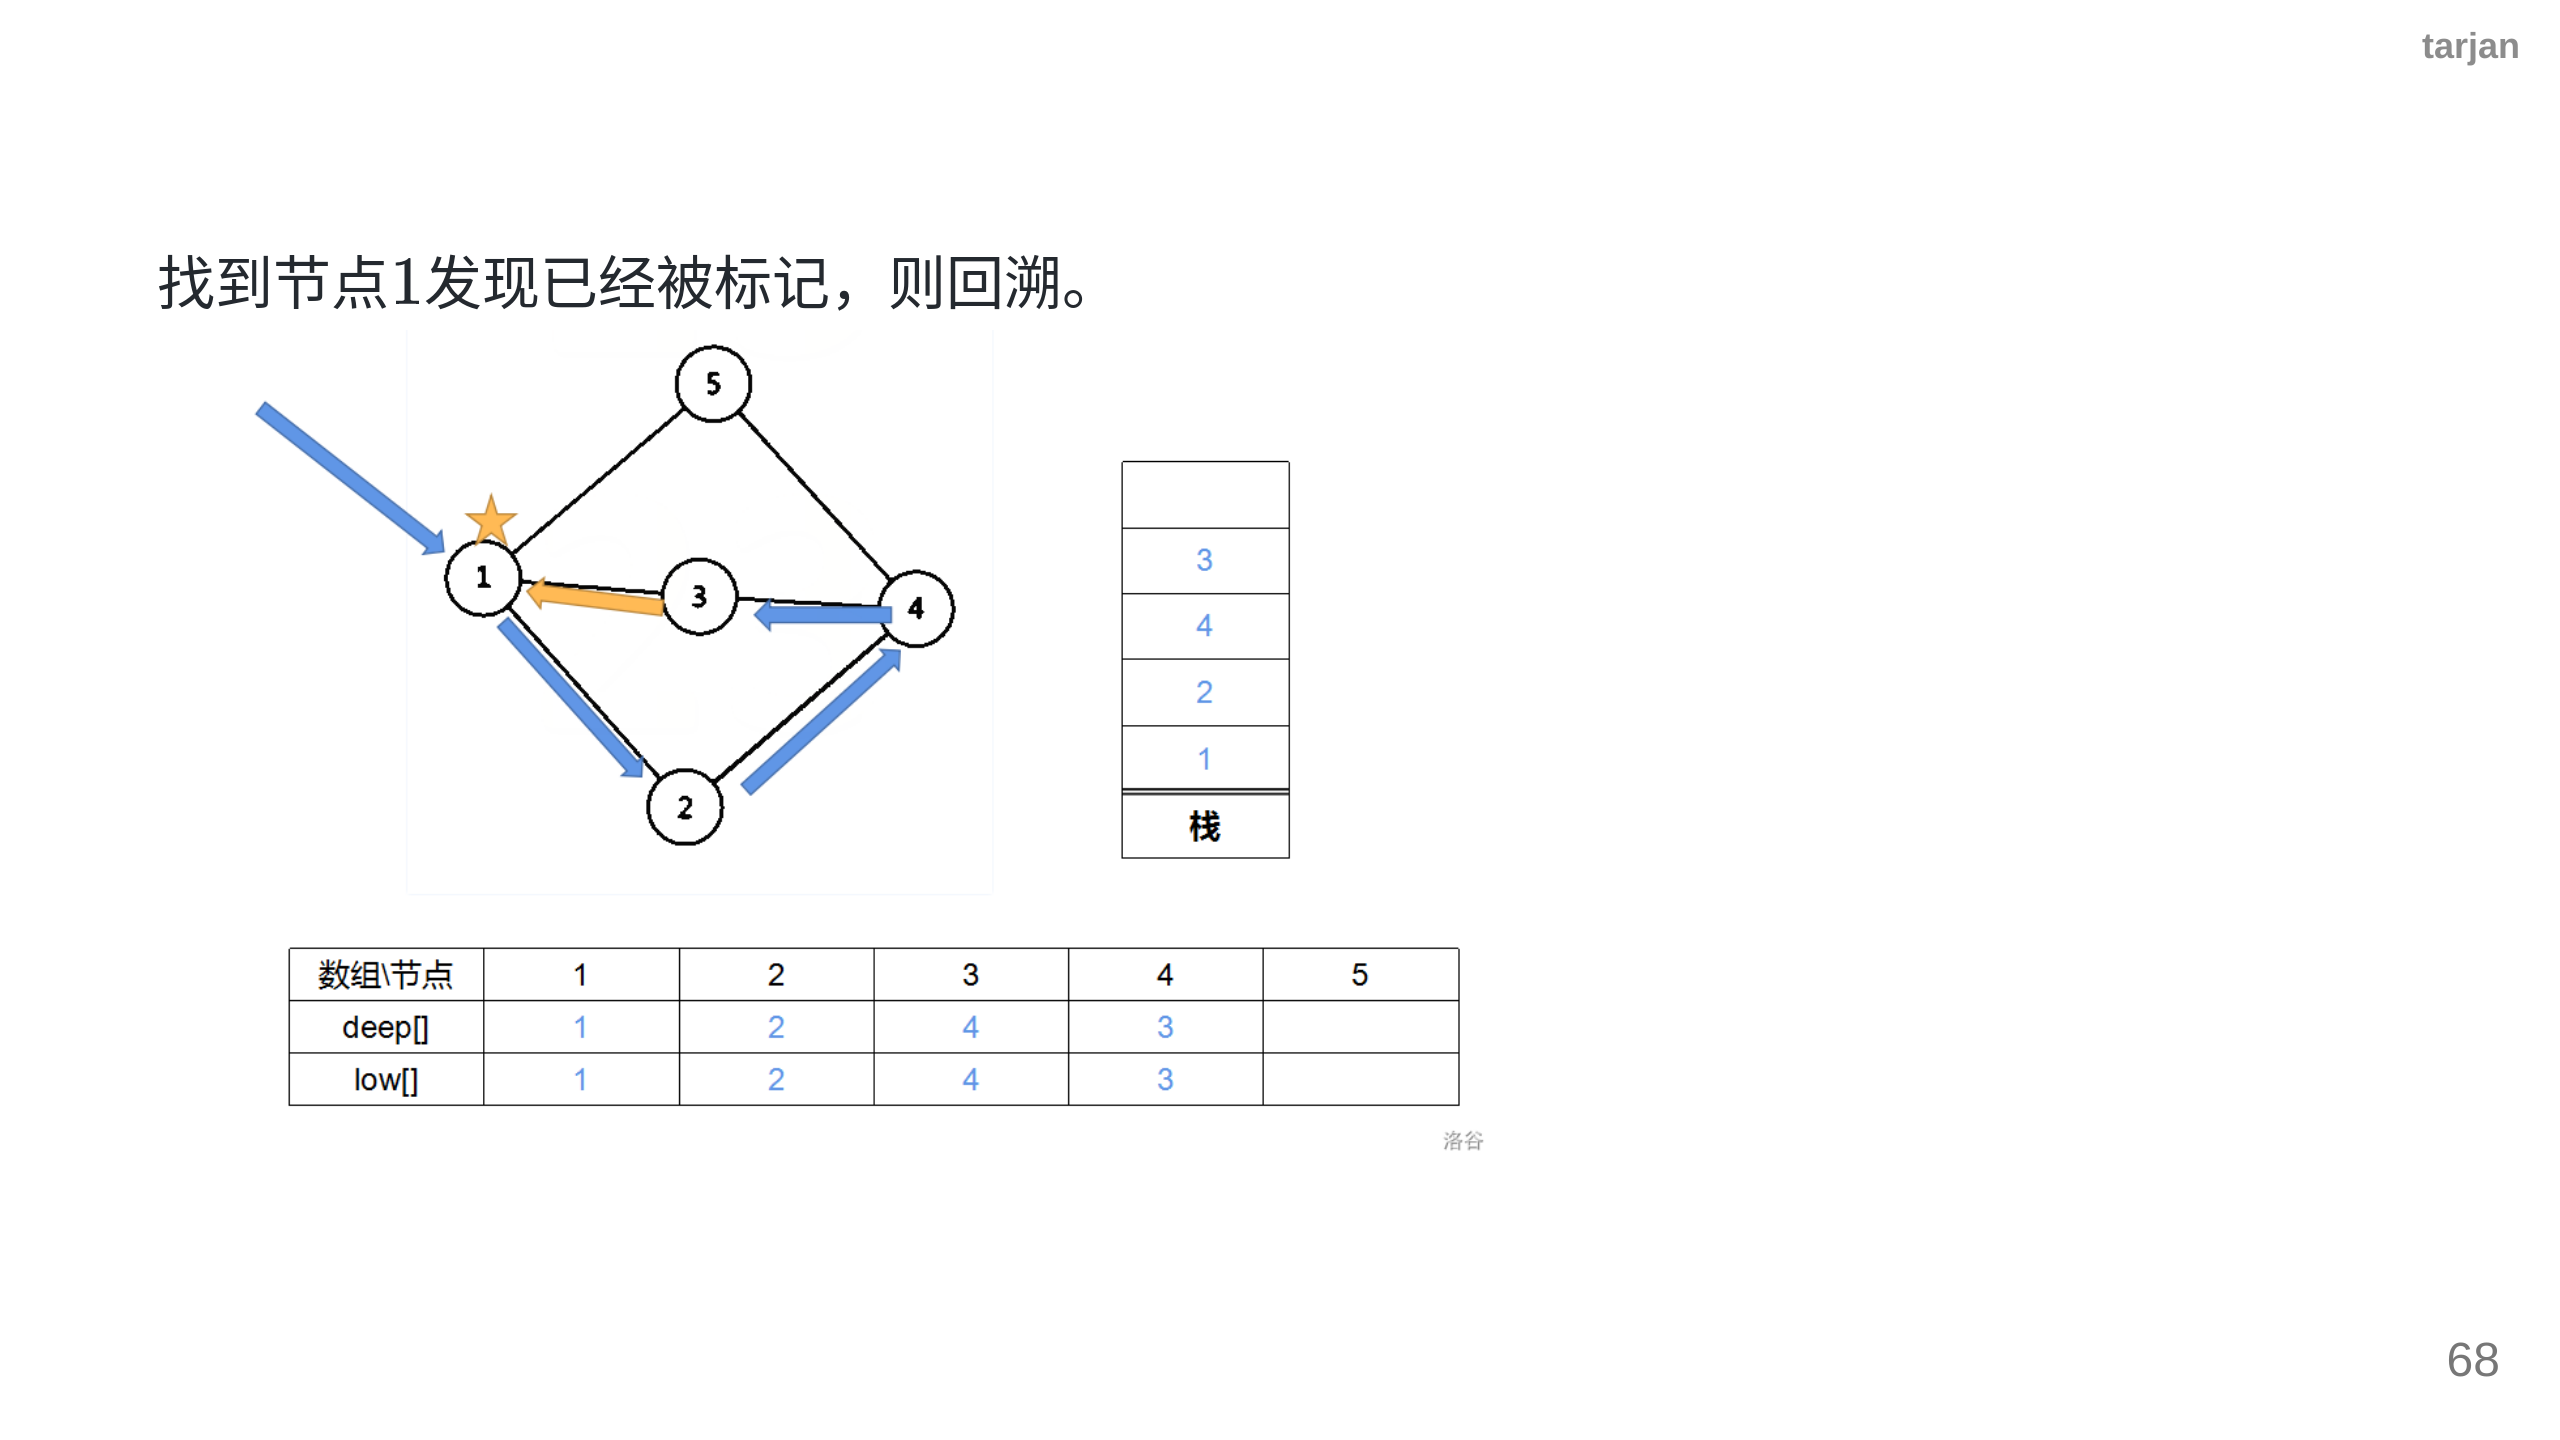 tarjan
找到节点1发现已经被标记，则回溯。
5
1
3
4
2
3
4
2
1
栈
数组\节点 1 2 3 4 5
deep[] 1 2 4 3
low[] 1 2 4 3
洛谷
68